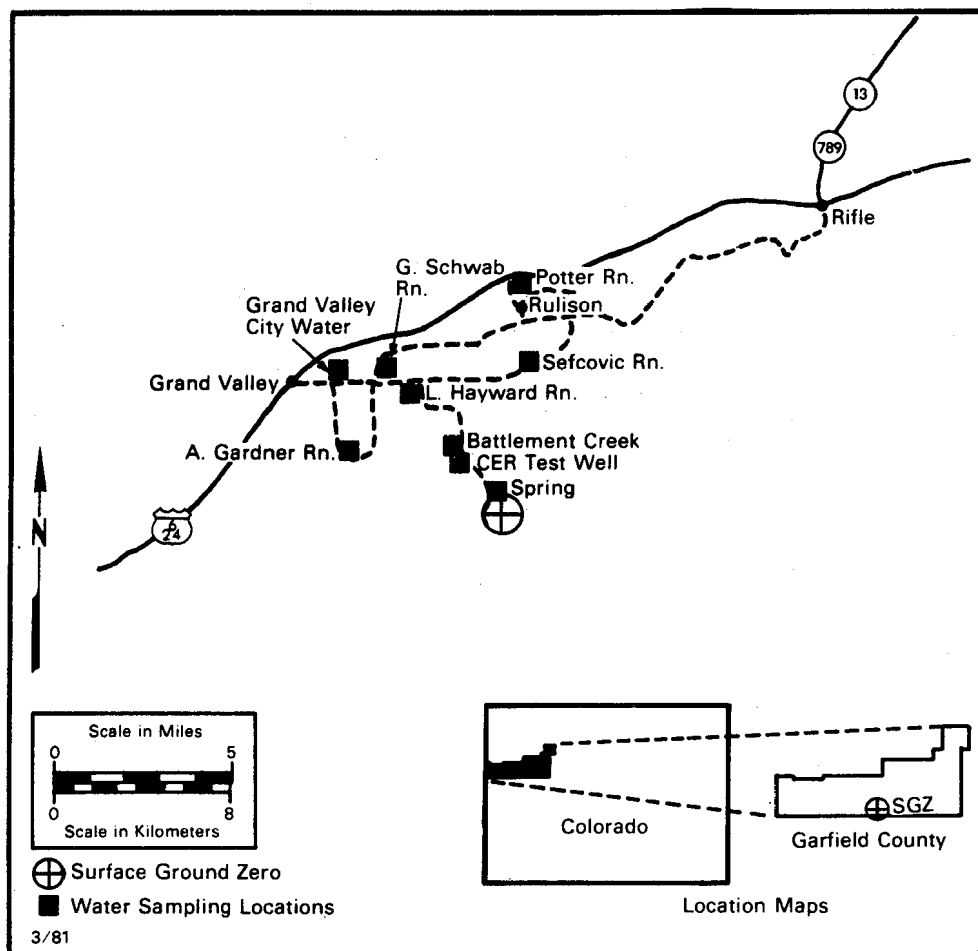 13
789
Rifle
G. Schwab
Rn.
Potter Rn.
Rulison
Grand Valley
City Water
Sefcovic Rn.
Grand Valley
L. Hayward Rn.
A. Gardner Rn.
Battlement Creek
CER Test Well
Spring
6
24
N
Scale in Miles
0 5
0 8
Scale in Kilometers
Surface Ground Zero
Water Sampling Locations
3/81
Colorado
SGZ
Garfield County
Location Maps